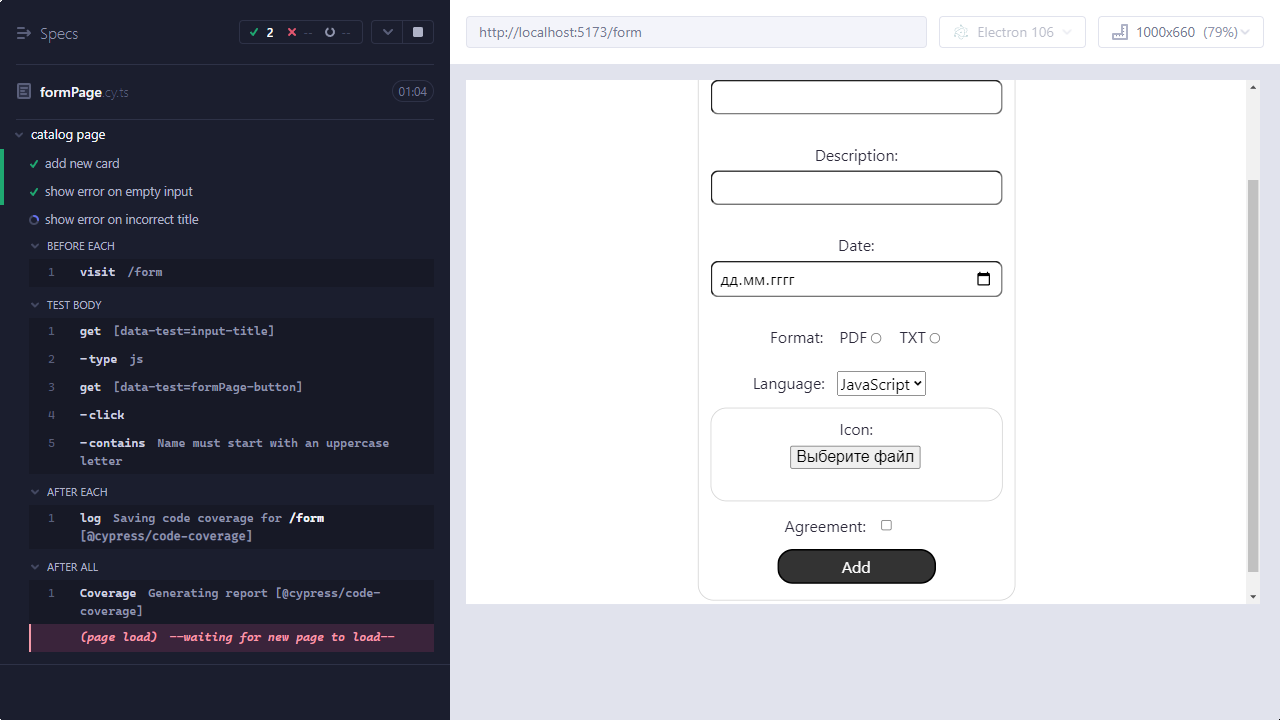 Specs
2 -- --
formPage.cy.ts
01:04
catalog page
add new card
show error on empty input
show error on incorrect title
BEFORE EACH
1 visit /form
TEST BODY
1 get [data-test=input-title]
2 -type js
3 get [data-test=formPage-button]
4 -click
5 -contains Name must start with an uppercase
letter
AFTER EACH
1 log Saving code coverage for /form
[@cypress/code-coverage]
AFTER ALL
1 Coverage Generating report [@cypress/code-
coverage]
(page load) --waiting for new page to load--
http://localhost:5173/form
Electron 106
1000x660 (79%)
Description:
Date:
дд.мм.гггг
Format: PDF TXT
Language: JavaScript
Icon:
Выберите файл
Agreement:
Add